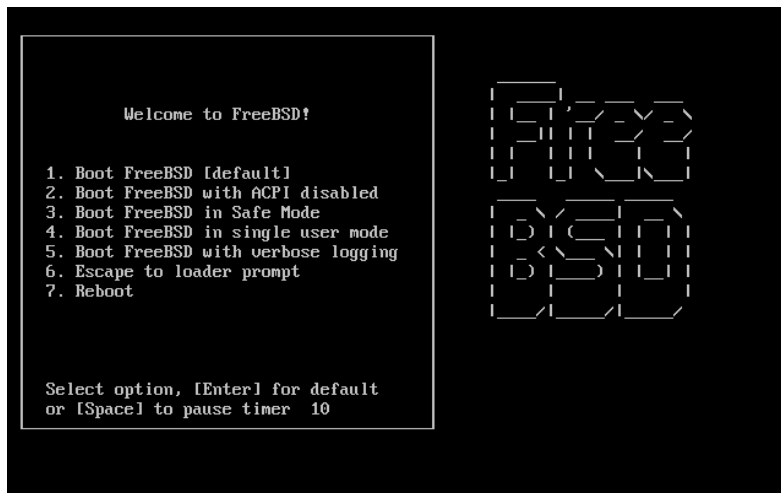 Welcome to FreeBSD!
1. Boot FreeBSD [default]
2. Boot FreeBSD with ACPI disabled
3. Boot FreeBSD in Safe Mode
4. Boot FreeBSD in single user mode
5. Boot FreeBSD with verbose logging
6. Escape to loader prompt
7. Reboot
Select option, [Enter] for default
or [Space] to pause timer  10
Free
BSD